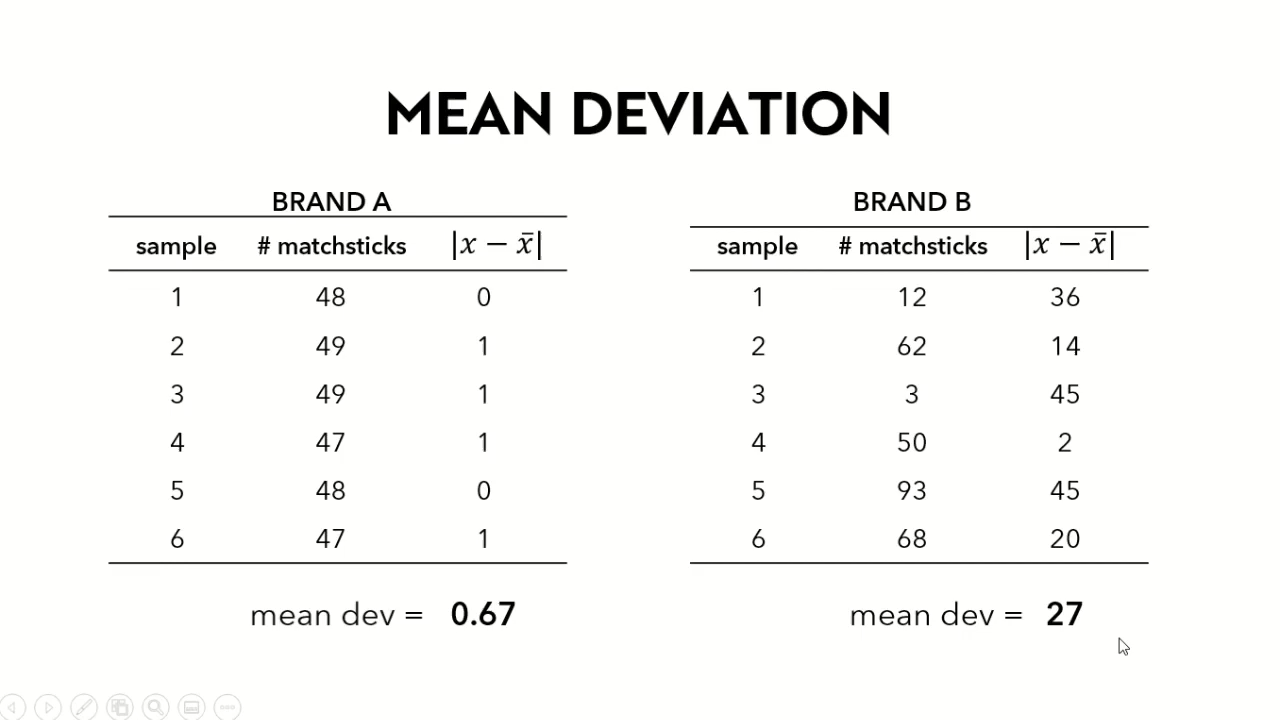 MEAN DEVIATION
BRAND A
sample # matchsticks |x − x̄|
1 48 0
2 49 1
3 49 1
4 47 1
5 48 0
6 47 1
mean dev = 0.67
BRAND B
sample # matchsticks |x − x̄|
1 12 36
2 62 14
3 3 45
4 50 2
5 93 45
6 68 20
mean dev = 27